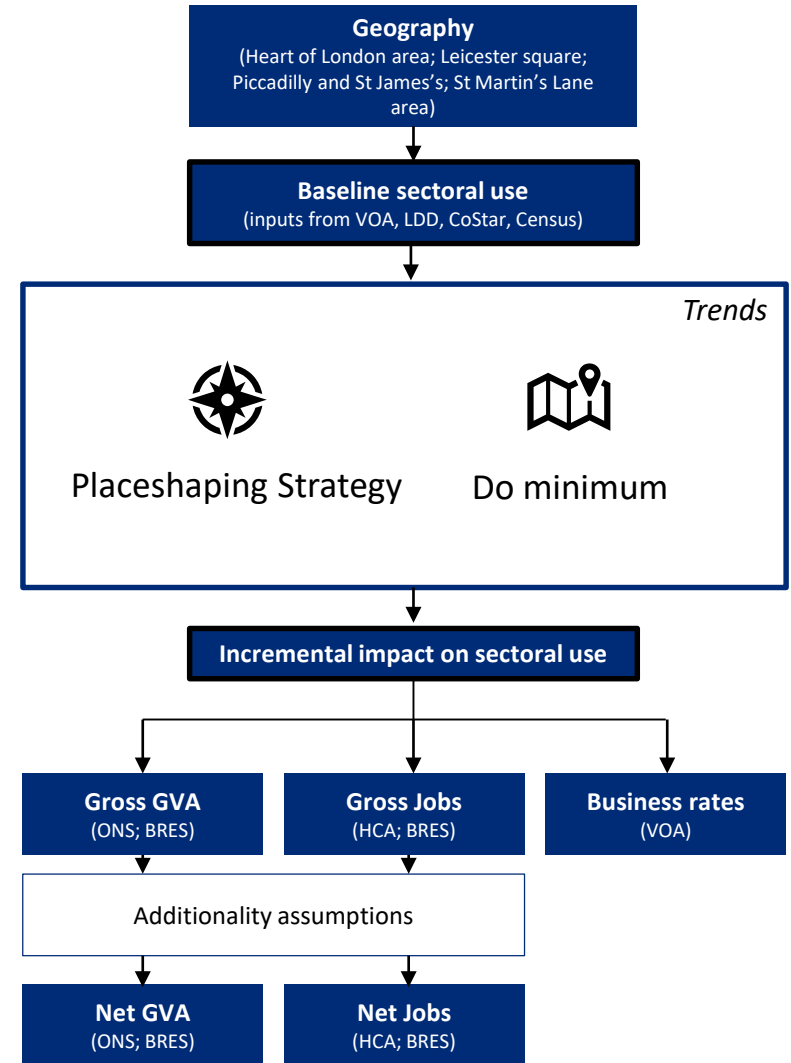 Geography
(Heart of London area; Leicester square;
Piccadilly and St James's; St Martin's Lane
area)
Baseline sectoral use
(inputs from VOA, LDD, CoStar, Census)
Trends
Placeshaping Strategy
Do minimum
Incremental impact on sectoral use
Gross GVA
(ONS; BRES)
Gross Jobs
(HCA; BRES)
Business rates
(VOA)
Additionality assumptions
Net GVA
(ONS; BRES)
Net Jobs
(HCA; BRES)